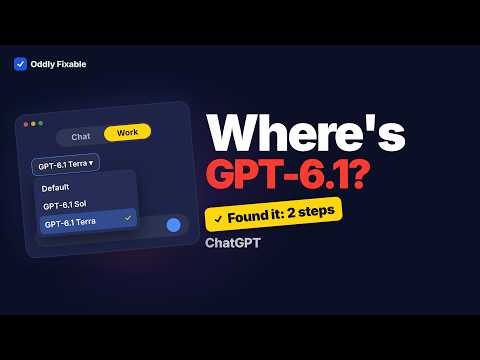 Oddly Fixable
Chat
Work
GPT-6.1 Terra ▾
Default
GPT-6.1 Sol
GPT-6.1 Terra ✓
Where's
GPT-6.1?
✓ Found it: 2 steps
ChatGPT